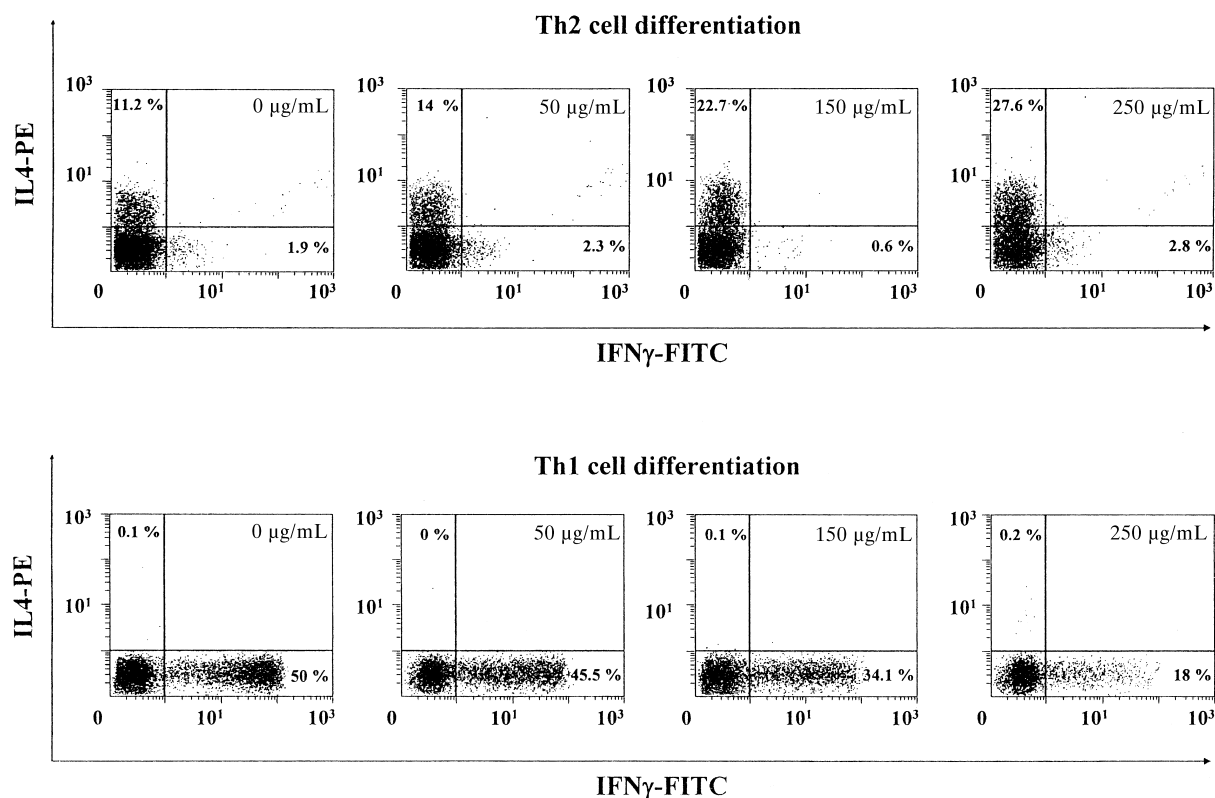 Th2 cell differentiation
IL4-PE
10³ 11.2 % 0 µg/mL
10¹
1.9 %
0 10¹ 10³
10³ 14 % 50 µg/mL
10¹
2.3 %
0 10¹ 10³
10³ 22.7 % 150 µg/mL
10¹
0.6 %
0 10¹ 10³
10³ 27.6 % 250 µg/mL
10¹
2.8 %
0 10¹ 10³
IFNγ-FITC
Th1 cell differentiation
IL4-PE
10³ 0.1 % 0 µg/mL
10¹
50 %
0 10¹ 10³
10³ 0 % 50 µg/mL
10¹
45.5 %
0 10¹ 10³
10³ 0.1 % 150 µg/mL
10¹
34.1 %
0 10¹ 10³
10³ 0.2 % 250 µg/mL
10¹
18 %
0 10¹ 10³
IFNγ-FITC